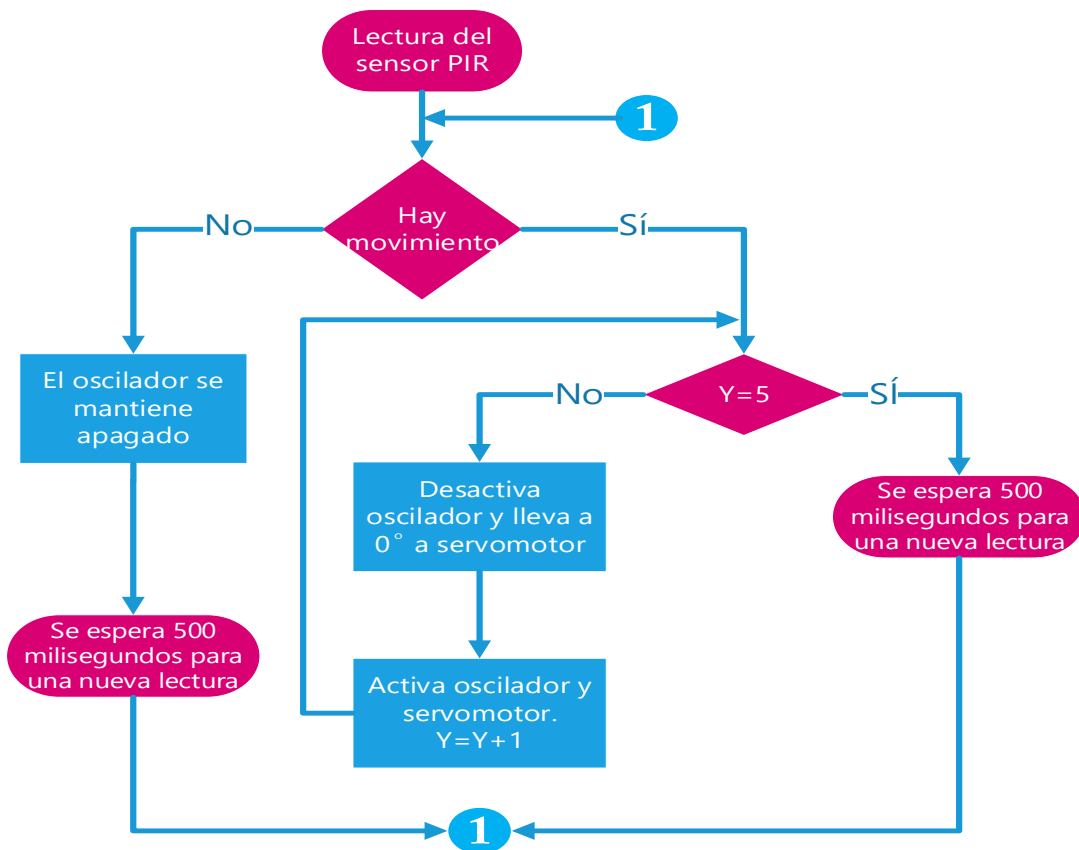 Lectura del
sensor PIR
1
Hay
movimiento
No
Sí
El oscilador se
mantiene
apagado
Y=5
No
SÍ
Desactiva
oscilador y lleva a
0° a servomotor
Se espera 500
milisegundos para
una nueva lectura
Se espera 500
milisegundos para
una nueva lectura
Activa oscilador y
servomotor.
Y=Y+1
1